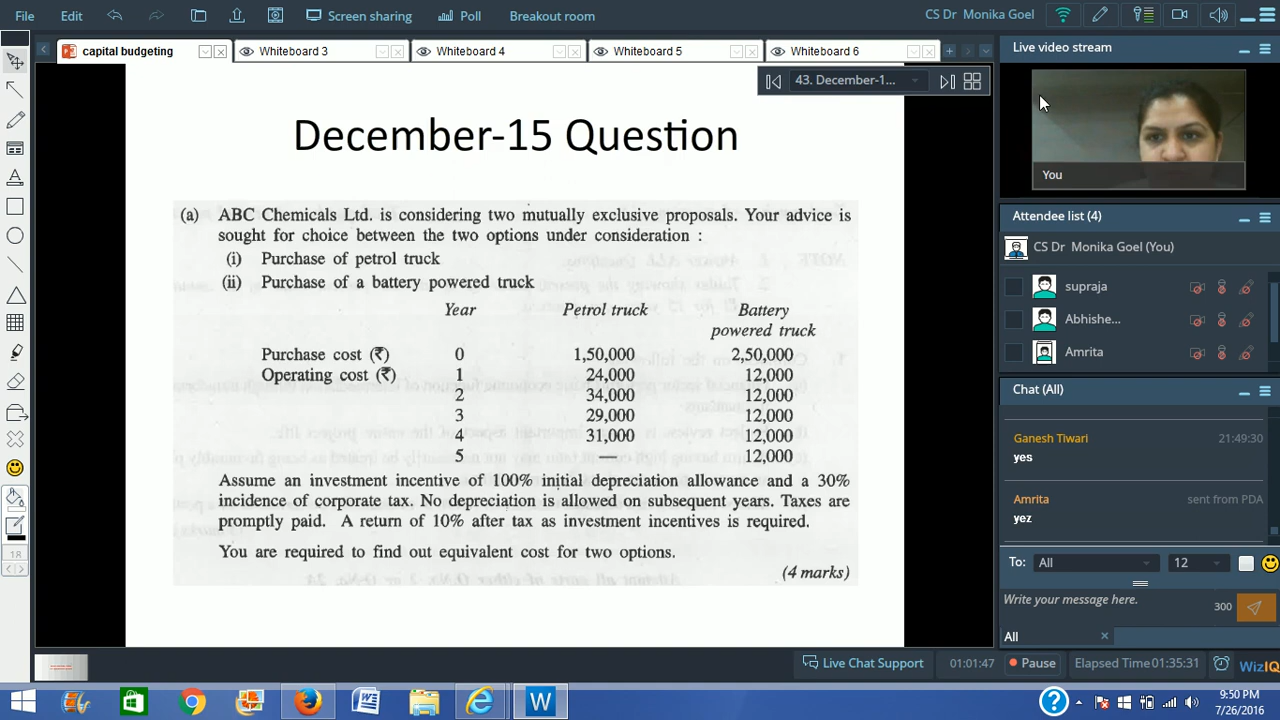 File
Edit
Screen sharing
Poll
Breakout room
CS Dr Monika Goel
capital budgeting
Whiteboard 3
Whiteboard 4
Whiteboard 5
Whiteboard 6
43. December-1...
December-15 Question
(a) ABC Chemicals Ltd. is considering two mutually exclusive proposals. Your advice is
sought for choice between the two options under consideration :
(i) Purchase of petrol truck
(ii) Purchase of a battery powered truck
Year Petrol truck Battery
powered truck
Purchase cost (₹) 0 1,50,000 2,50,000
Operating cost (₹) 1 24,000 12,000
2 34,000 12,000
3 29,000 12,000
4 31,000 12,000
5 — 12,000
Assume an investment incentive of 100% initial depreciation allowance and a 30%
incidence of corporate tax. No depreciation is allowed on subsequent years. Taxes are
promptly paid. A return of 10% after tax as investment incentives is required.
You are required to find out equivalent cost for two options.
(4 marks)
Live video stream
You
Attendee list (4)
CS Dr Monika Goel (You)
supraja
Abhishe...
Amrita
Chat (All)
Ganesh Tiwari 21:49:30
yes
Amrita sent from PDA
yez
To: All 12
Write your message here. 300
All
Live Chat Support
01:01:47
Pause
Elapsed Time 01:35:31
WizIQ
9:50 PM
7/26/2016